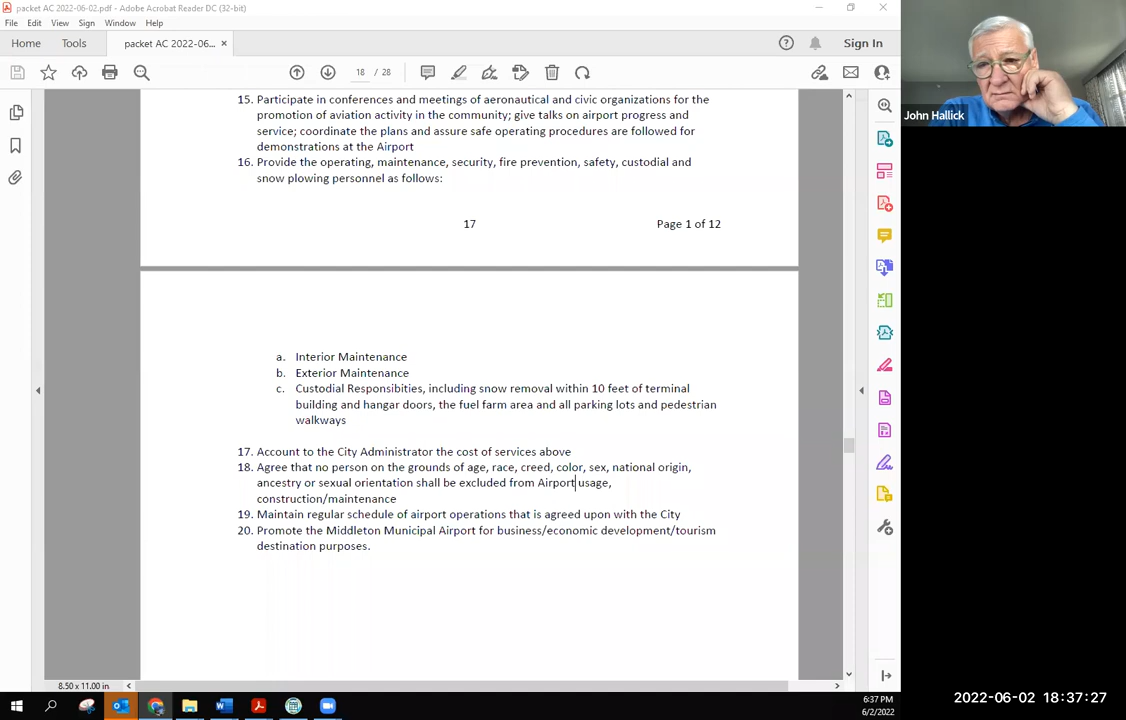 packet AC 2022-06-02.pdf - Adobe Acrobat Reader DC (32-bit)
File Edit View Sign Window Help
Home Tools packet AC 2022-06... × Sign In
18 / 28
15. Participate in conferences and meetings of aeronautical and civic organizations for the
promotion of aviation activity in the community; give talks on airport progress and
service; coordinate the plans and assure safe operating procedures are followed for
demonstrations at the Airport
16. Provide the operating, maintenance, security, fire prevention, safety, custodial and
snow plowing personnel as follows:
17 Page 1 of 12
a. Interior Maintenance
b. Exterior Maintenance
c. Custodial Responsibities, including snow removal within 10 feet of terminal
building and hangar doors, the fuel farm area and all parking lots and pedestrian
walkways
17. Account to the City Administrator the cost of services above
18. Agree that no person on the grounds of age, race, creed, color, sex, national origin,
ancestry or sexual orientation shall be excluded from Airport usage,
construction/maintenance
19. Maintain regular schedule of airport operations that is agreed upon with the City
20. Promote the Middleton Municipal Airport for business/economic development/tourism
destination purposes.
8.50 x 11.00 in
John Hallick
6:37 PM
6/2/2022
2022-06-02 18:37:27